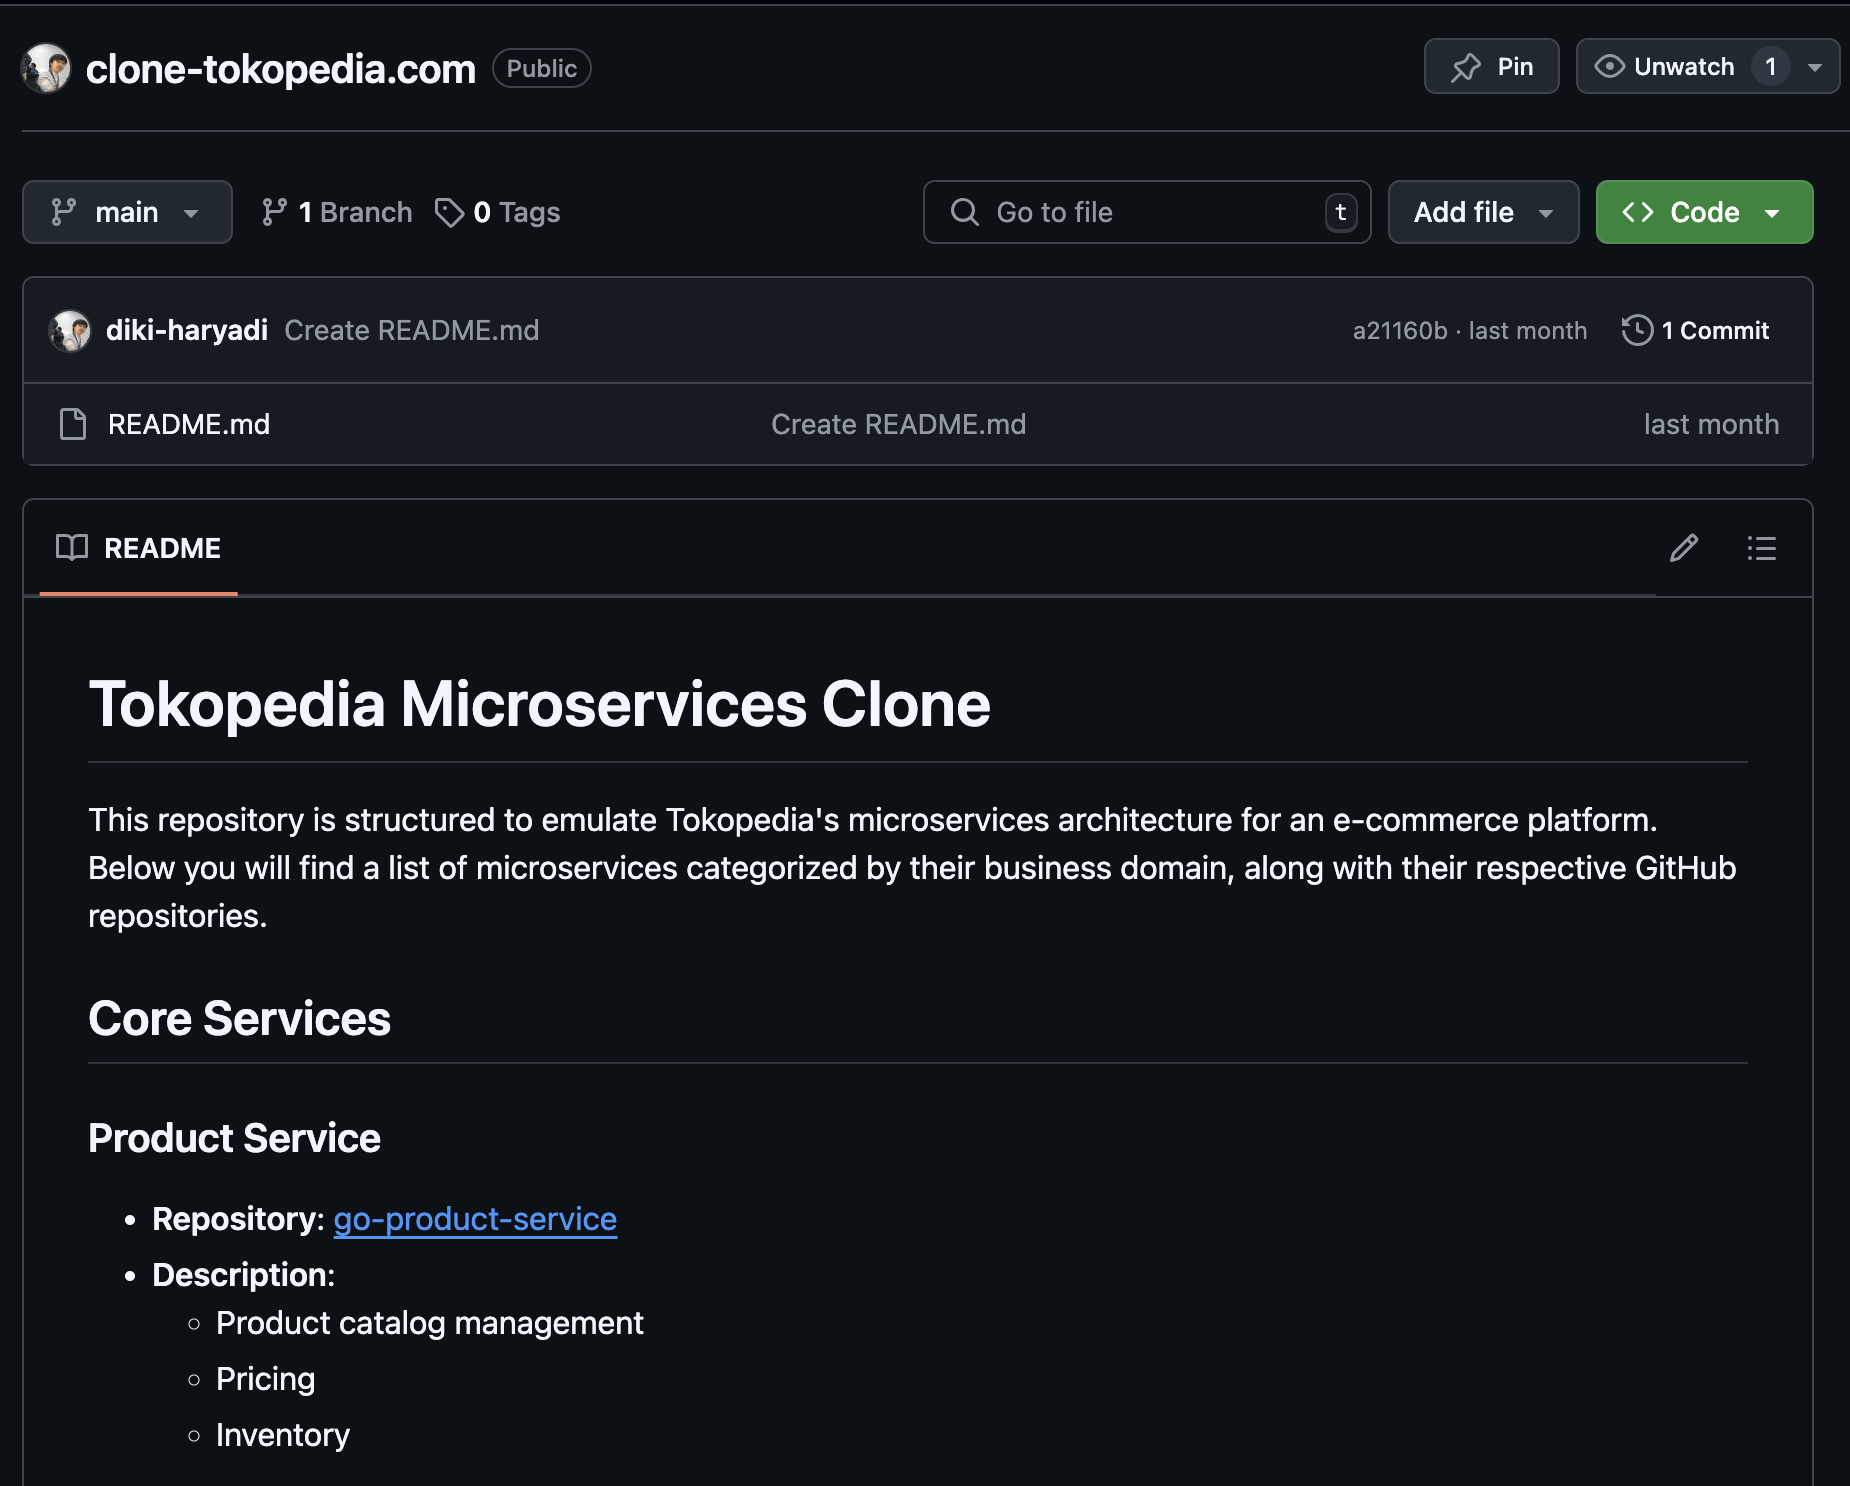 clone-tokopedia.com Public Pin Unwatch 1
main 1 Branch 0 Tags Go to file t Add file Code
diki-haryadi Create README.md a21160b · last month 1 Commit
README.md Create README.md last month
README
Tokopedia Microservices Clone
This repository is structured to emulate Tokopedia's microservices architecture for an e-commerce platform.
Below you will find a list of microservices categorized by their business domain, along with their respective GitHub
repositories.
Core Services
Product Service
• Repository: go-product-service
• Description:
◦ Product catalog management
◦ Pricing
◦ Inventory